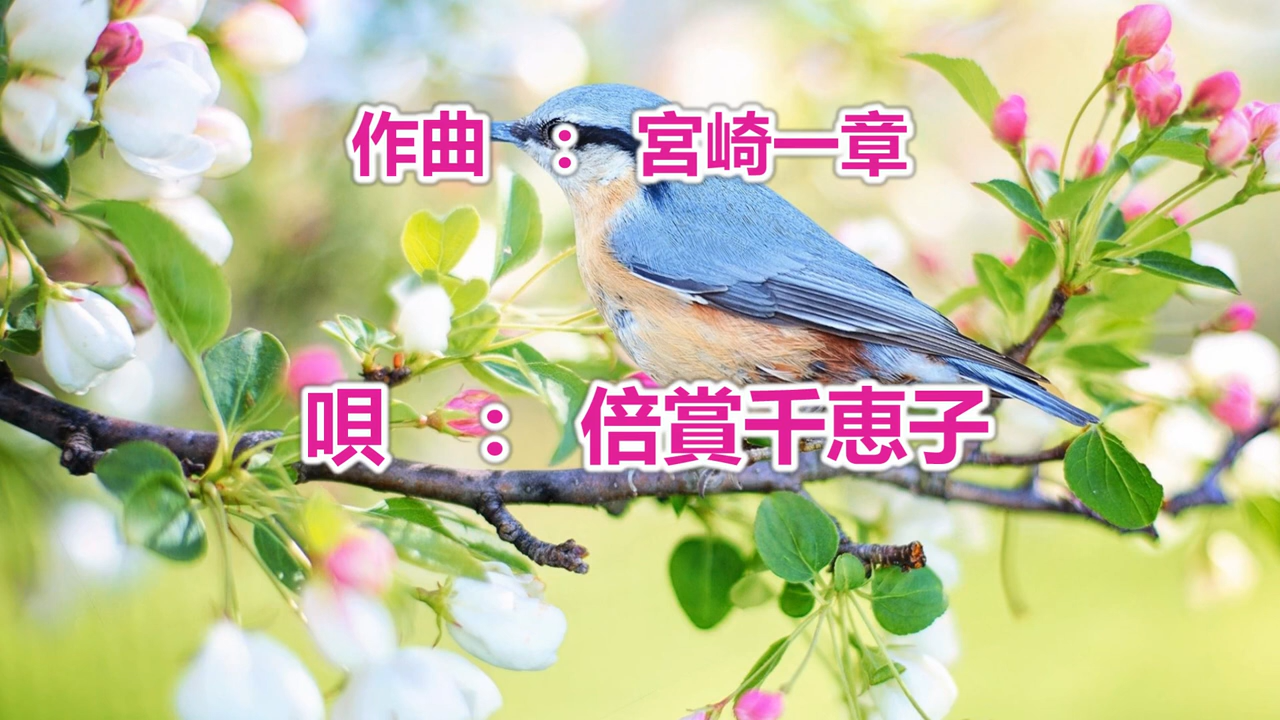 作曲　：　宮崎一章
唄　：　倍賞千恵子